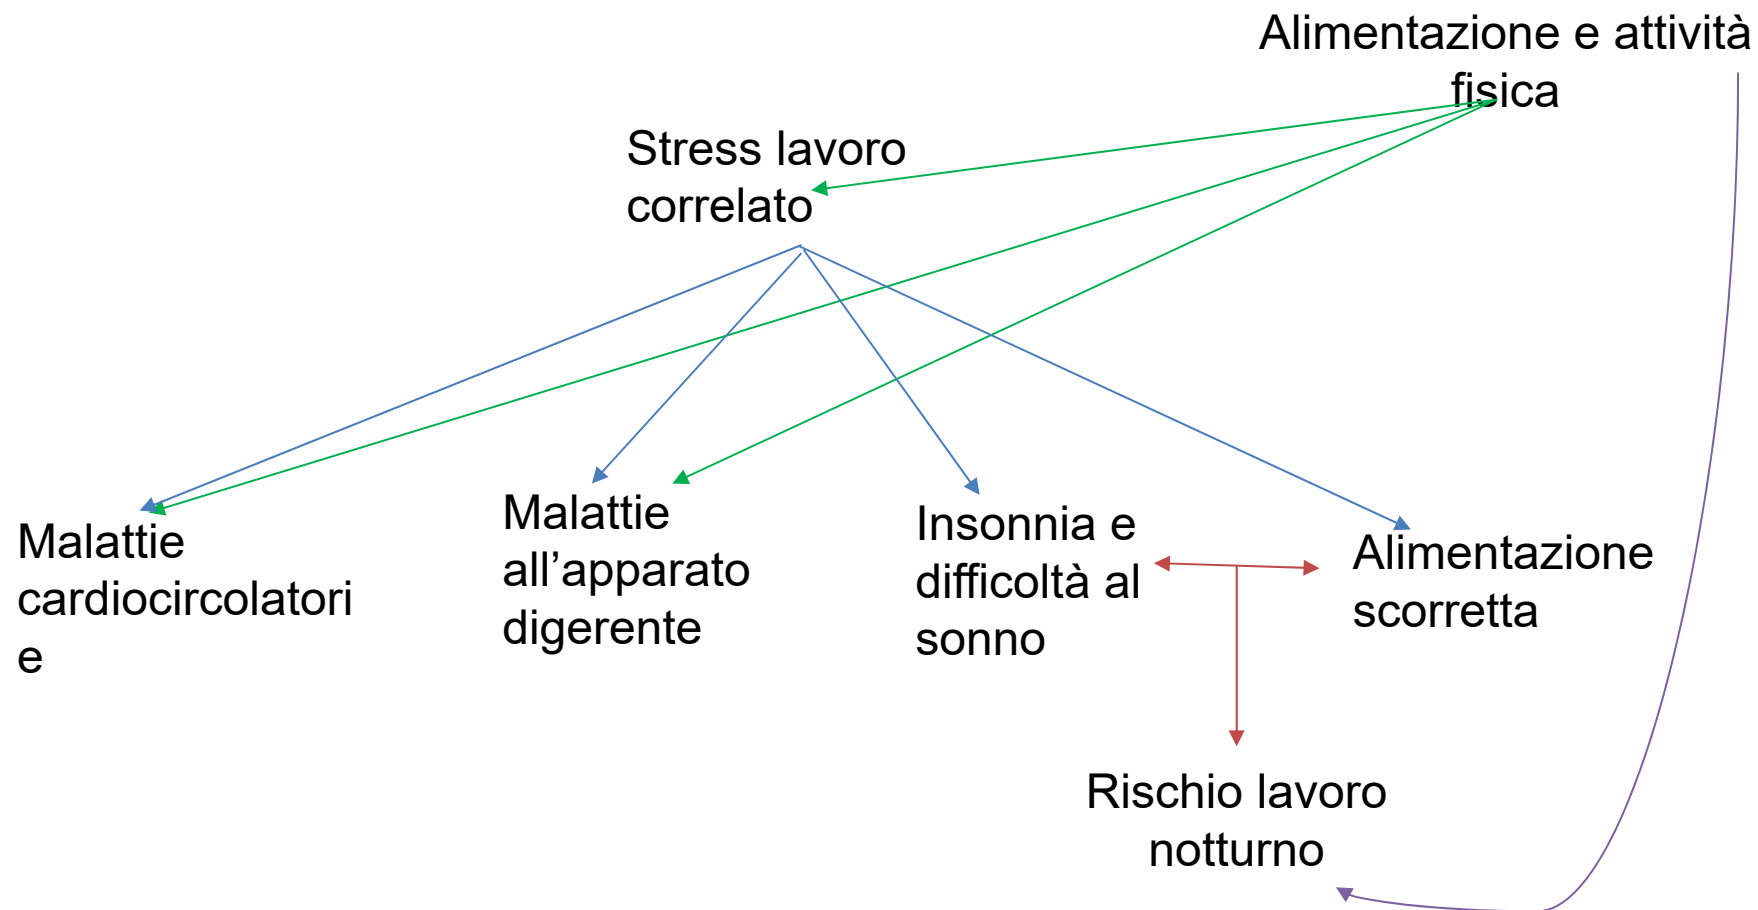 Alimentazione e attività
fisica
Stress lavoro
correlato
Malattie
cardiocircolatori
e
Malattie
all’apparato
digerente
Insonnia e
difficoltà al
sonno
Alimentazione
scorretta
Rischio lavoro
notturno